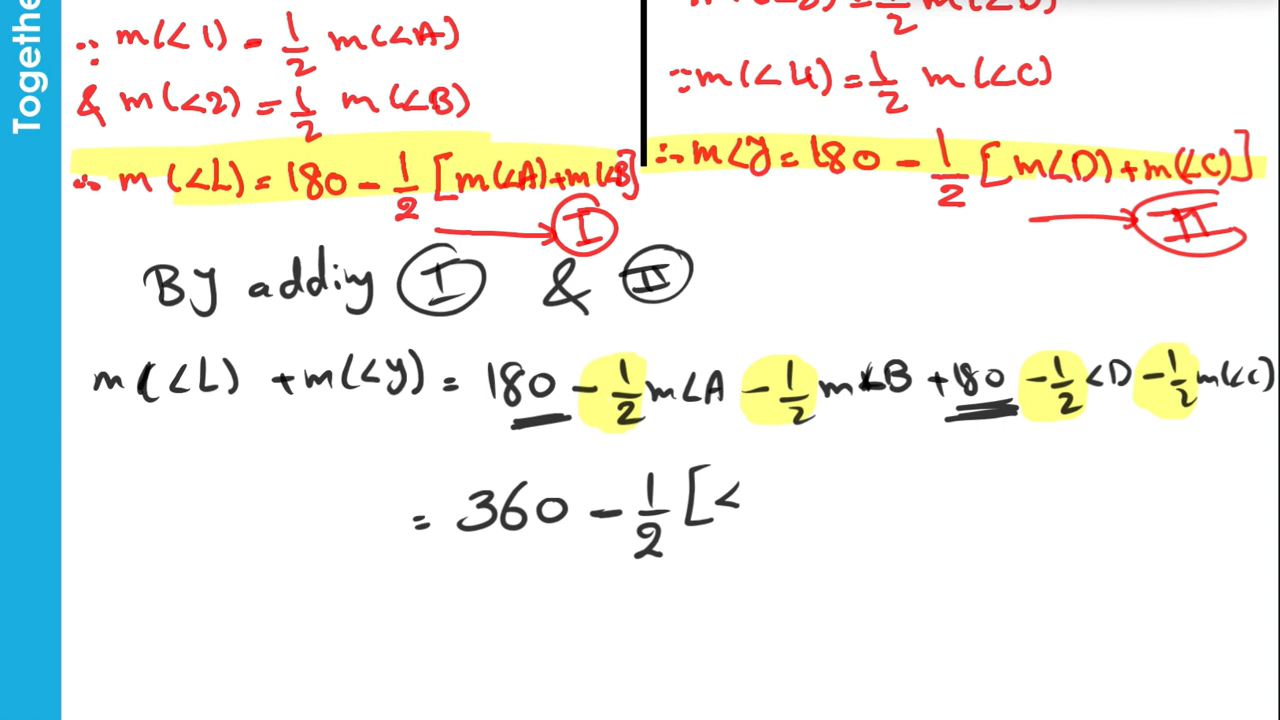 Togethe
∵ m(<1) = 1/2 m(<A)
& m(<2) = 1/2 m(<B)
∴ m(<L) = 180 - 1/2 [m(<A)+m(<B]
I
∵ m(<4) = 1/2 m(<C)
∴ m<y = 180 - 1/2 [m<D)+m(<C)]
II
By adding I & II
m(<L) + m(<y) = 180 - 1/2 m<A - 1/2 m<B + 180 - 1/2 <D - 1/2 m(<C)
= 360 - 1/2 [<